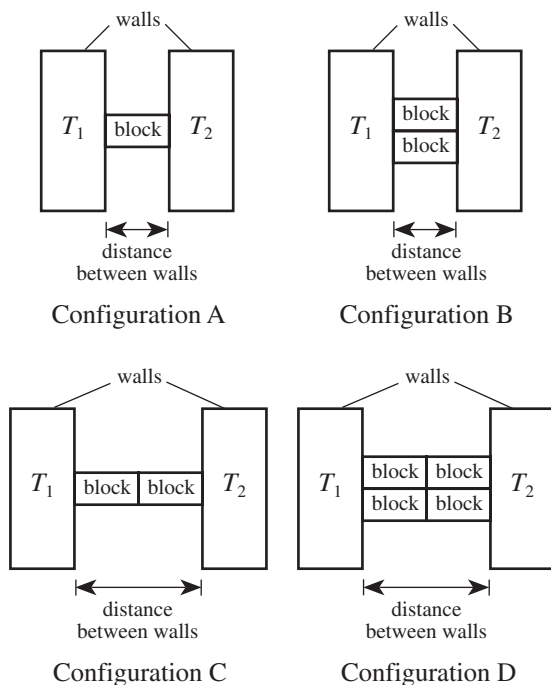 walls walls
T1 block T2 T1 block T2
block
distance distance
between walls between walls
Configuration A Configuration B
walls walls
T1 block block T2 T1 block block T2
block block
distance distance
between walls between walls
Configuration C Configuration D